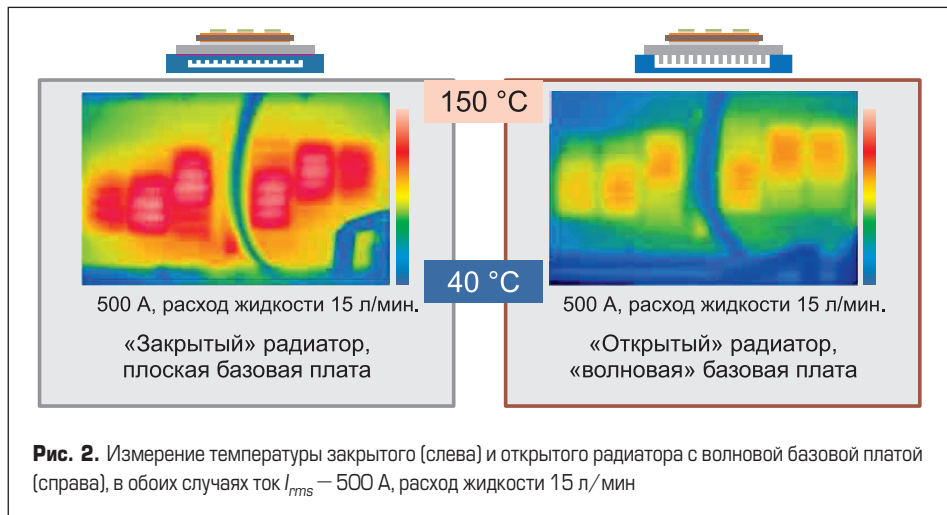 150 °C
40 °C
500 А, расход жидкости 15 л/мин.
«Закрытый» радиатор,
плоская базовая плата
500 А, расход жидкости 15 л/мин.
«Открытый» радиатор,
«волновая» базовая плата
Рис. 2. Измерение температуры закрытого (слева) и открытого радиатора с волновой базовой платой
(справа), в обоих случаях ток Irms — 500 А, расход жидкости 15 л/мин